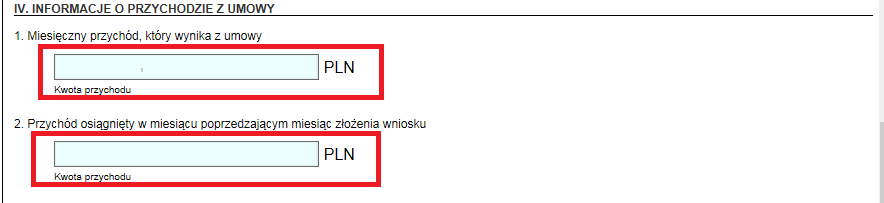 IV. INFORMACJE O PRZYCHODZIE Z UMOWY
1. Miesięczny przychód, który wynika z umowy
PLN
Kwota przychodu
2. Przychód osiągnięty w miesiącu poprzedzającym miesiąc złożenia wniosku
PLN
Kwota przychodu